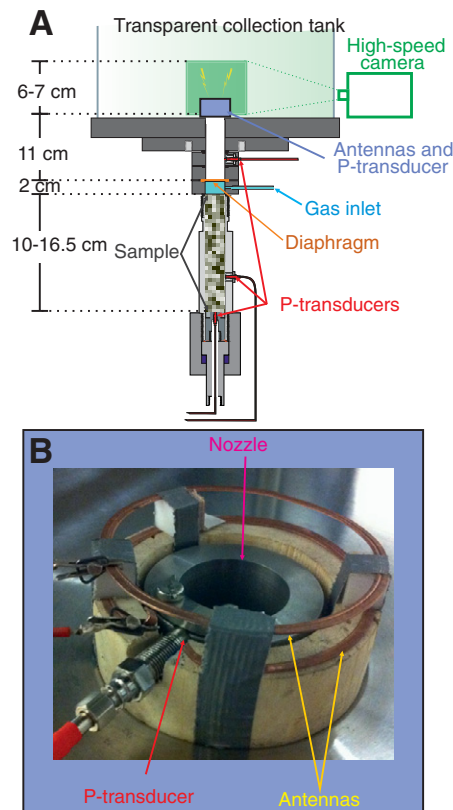 A
Transparent collection tank
High-speed
camera
6-7 cm
Antennas and
P-transducer
11 cm
2 cm
Gas inlet
Diaphragm
10-16.5 cm
Sample
P-transducers
B
Nozzle
P-transducer
Antennas